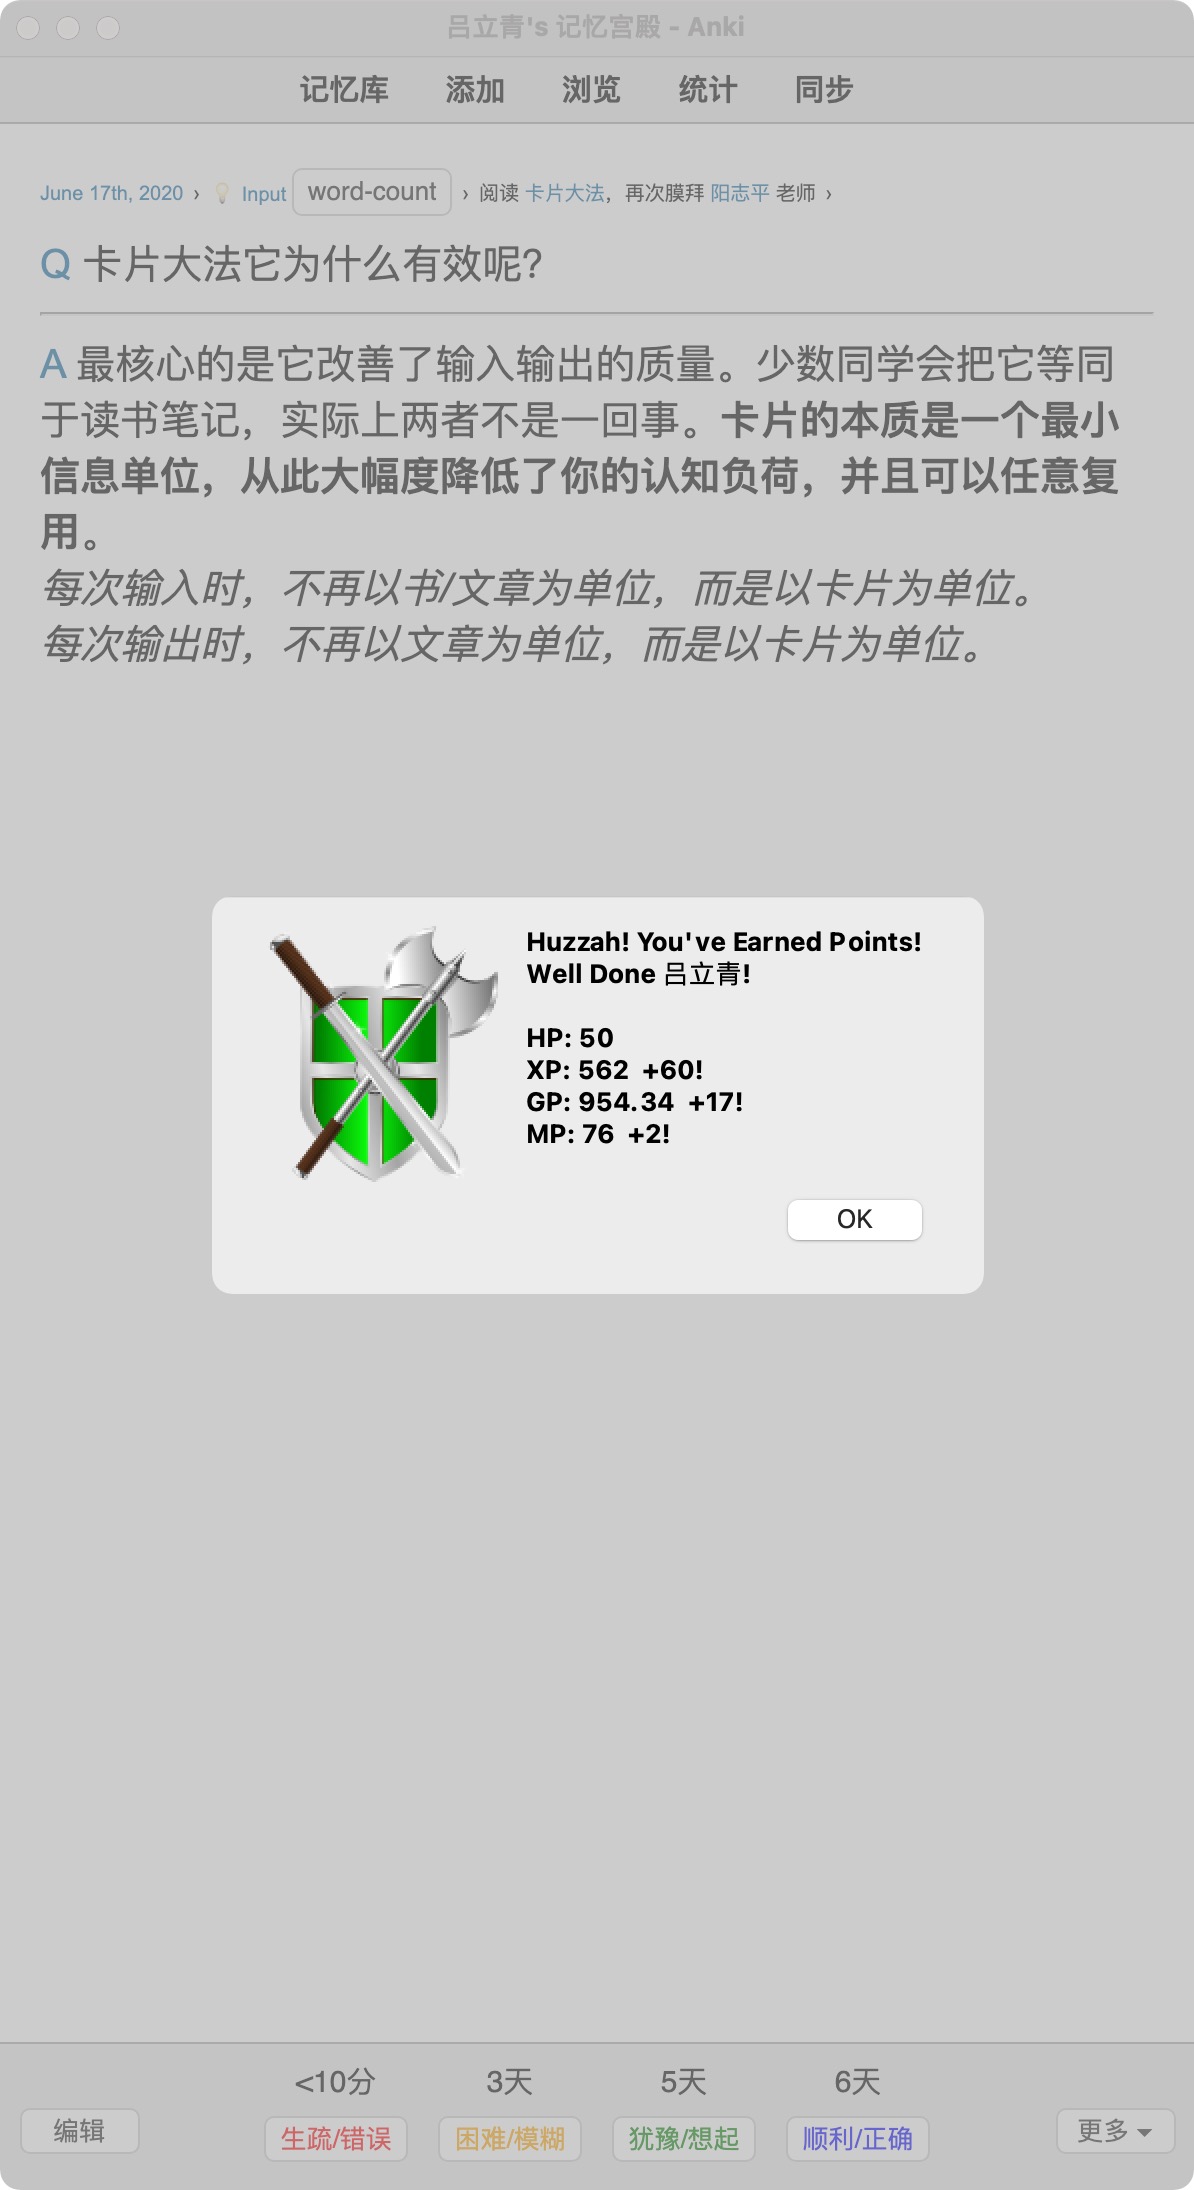 吕立青's 记忆宫殿 - Anki
记忆库 添加 浏览 统计 同步
June 17th, 2020 › 💡 Input word-count › 阅读 卡片大法，再次膜拜 阳志平 老师 ›
Q 卡片大法它为什么有效呢?
A 最核心的是它改善了输入输出的质量。少数同学会把它等同
于读书笔记，实际上两者不是一回事。卡片的本质是一个最小
信息单位，从此大幅度降低了你的认知负荷，并且可以任意复
用。
每次输入时，不再以书/文章为单位，而是以卡片为单位。
每次输出时，不再以文章为单位，而是以卡片为单位。
Huzzah! You've Earned Points!
Well Done 吕立青!
HP: 50
XP: 562 +60!
GP: 954.34 +17!
MP: 76 +2!
OK
<10分 3天 5天 6天
编辑 生疏/错误 困难/模糊 犹豫/想起 顺利/正确 更多